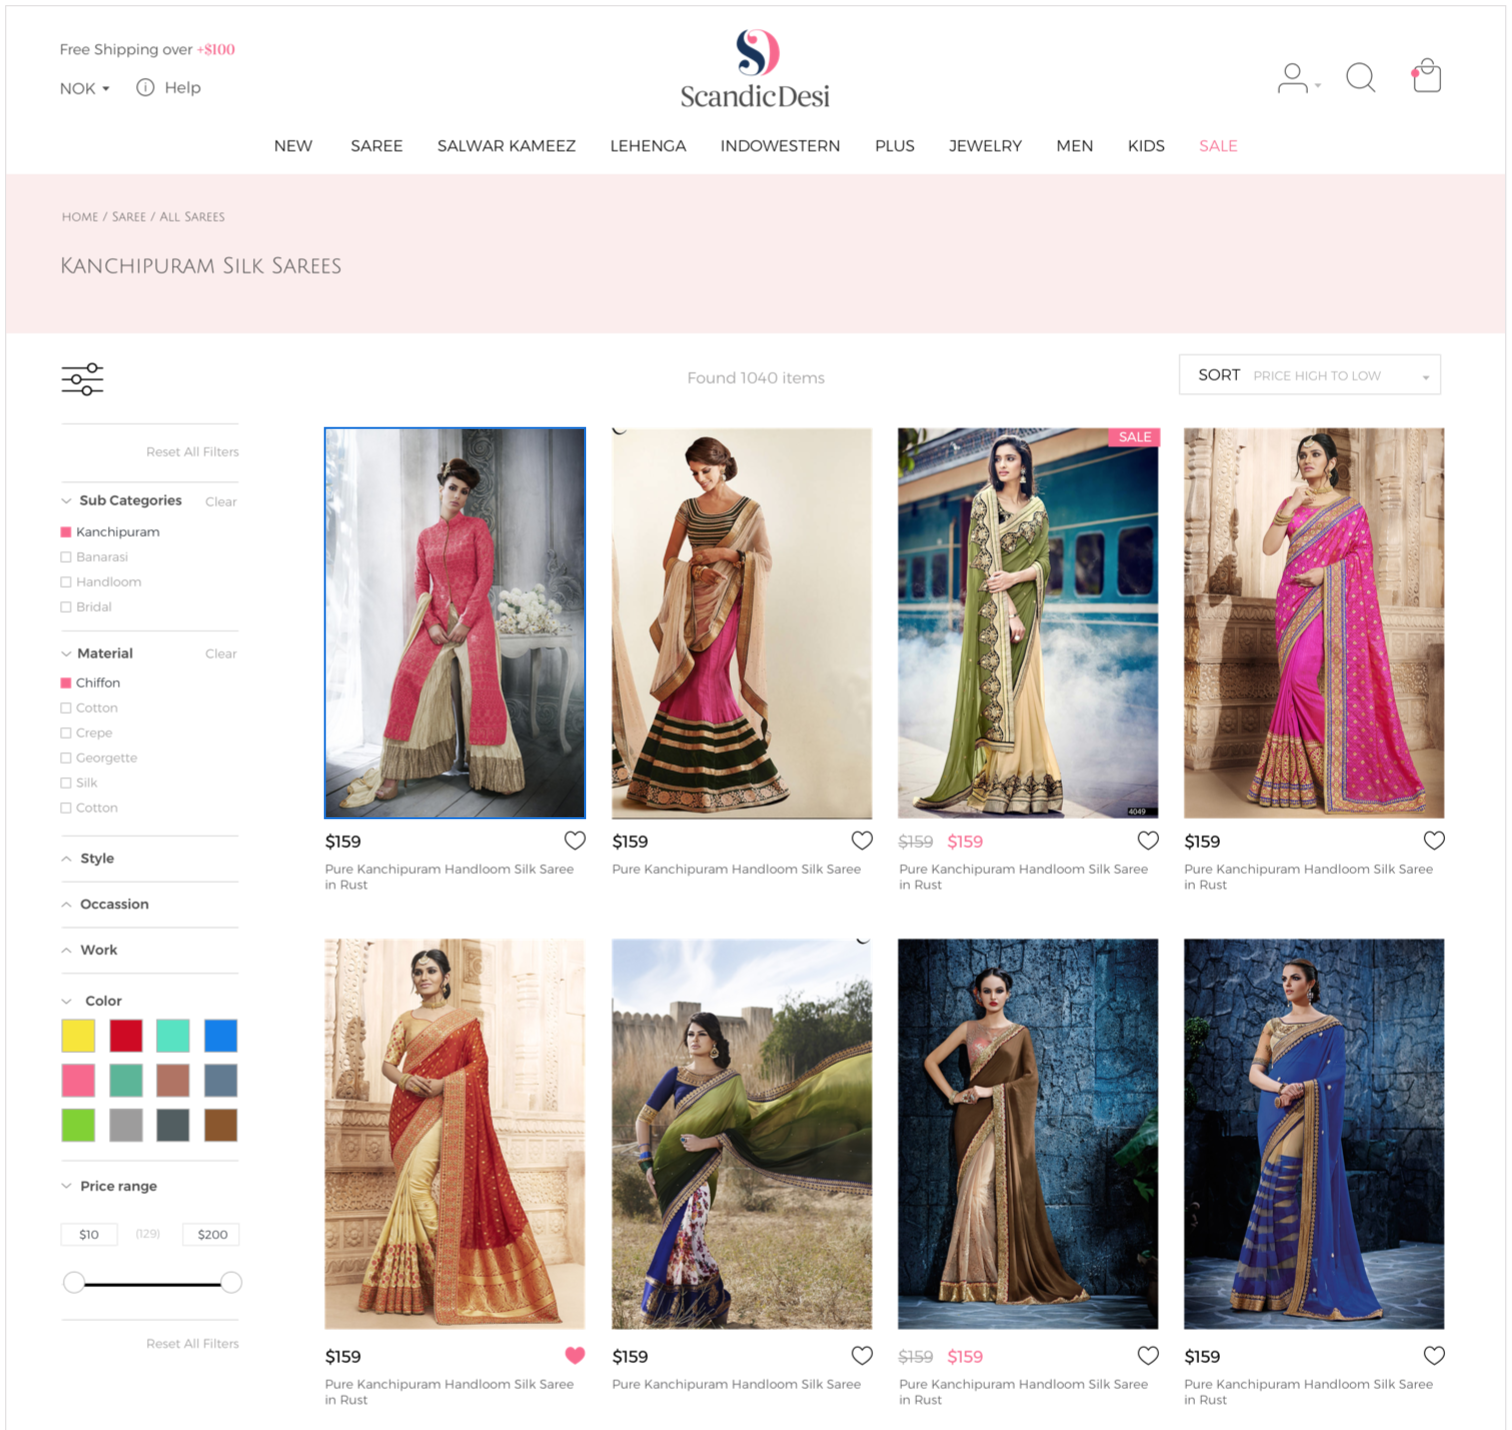 Free Shipping over +$100
NOK
Help
ScandicDesi
NEW SAREE SALWAR KAMEEZ LEHENGA INDOWESTERN PLUS JEWELRY MEN KIDS SALE
HOME / SAREE / ALL SAREES
KANCHIPURAM SILK SAREES
Found 1040 items
SORT PRICE HIGH TO LOW
Reset All Filters
Sub Categories Clear
Kanchipuram
Banarasi
Handloom
Bridal
Material Clear
Chiffon
Cotton
Crepe
Georgette
Silk
Cotton
Style
Occassion
Work
Color
Price range
$10 (129) $200
Reset All Filters
SALE
4049
$159
Pure Kanchipuram Handloom Silk Saree
in Rust
$159
Pure Kanchipuram Handloom Silk Saree
$159 $159
Pure Kanchipuram Handloom Silk Saree
in Rust
$159
Pure Kanchipuram Handloom Silk Saree
in Rust
$159
Pure Kanchipuram Handloom Silk Saree
in Rust
$159
Pure Kanchipuram Handloom Silk Saree
$159 $159
Pure Kanchipuram Handloom Silk Saree
in Rust
$159
Pure Kanchipuram Handloom Silk Saree
in Rust